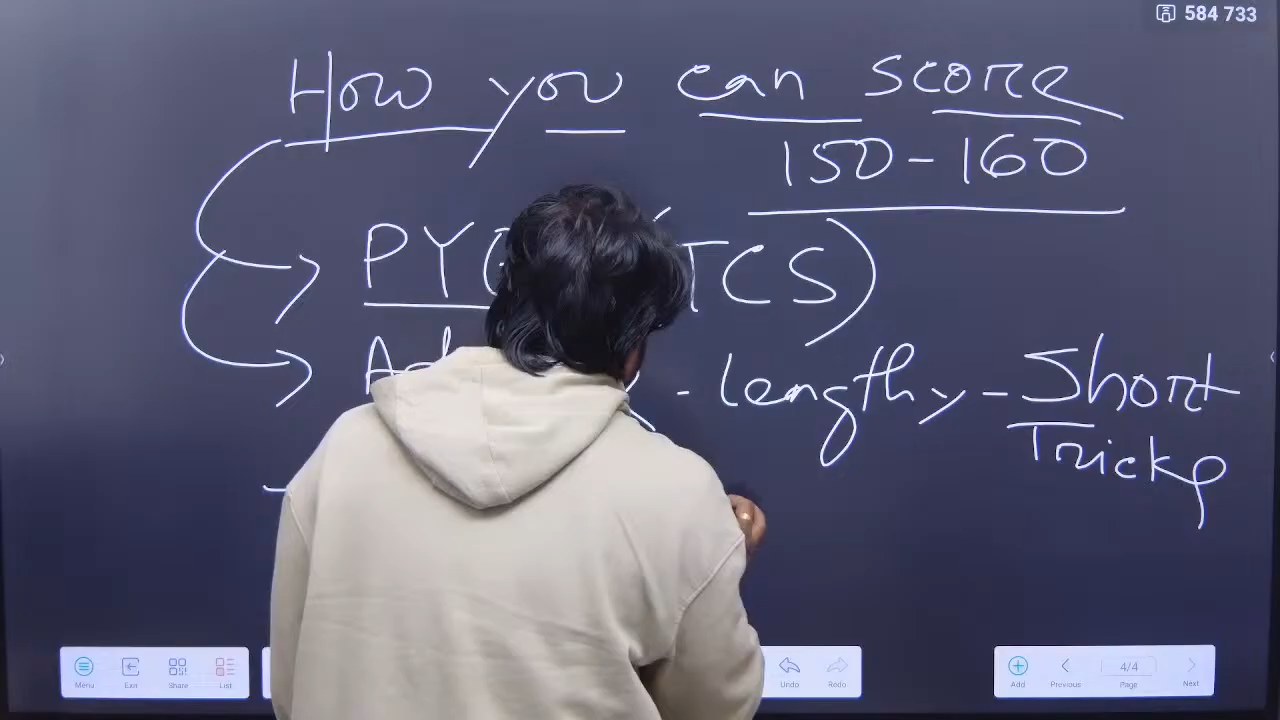 584 733
How you can score
150 - 160
PY TCS)
- lengthy - Short
Tricks
Menu Exit Share List Undo Redo Add Previous 4/4 Page Next